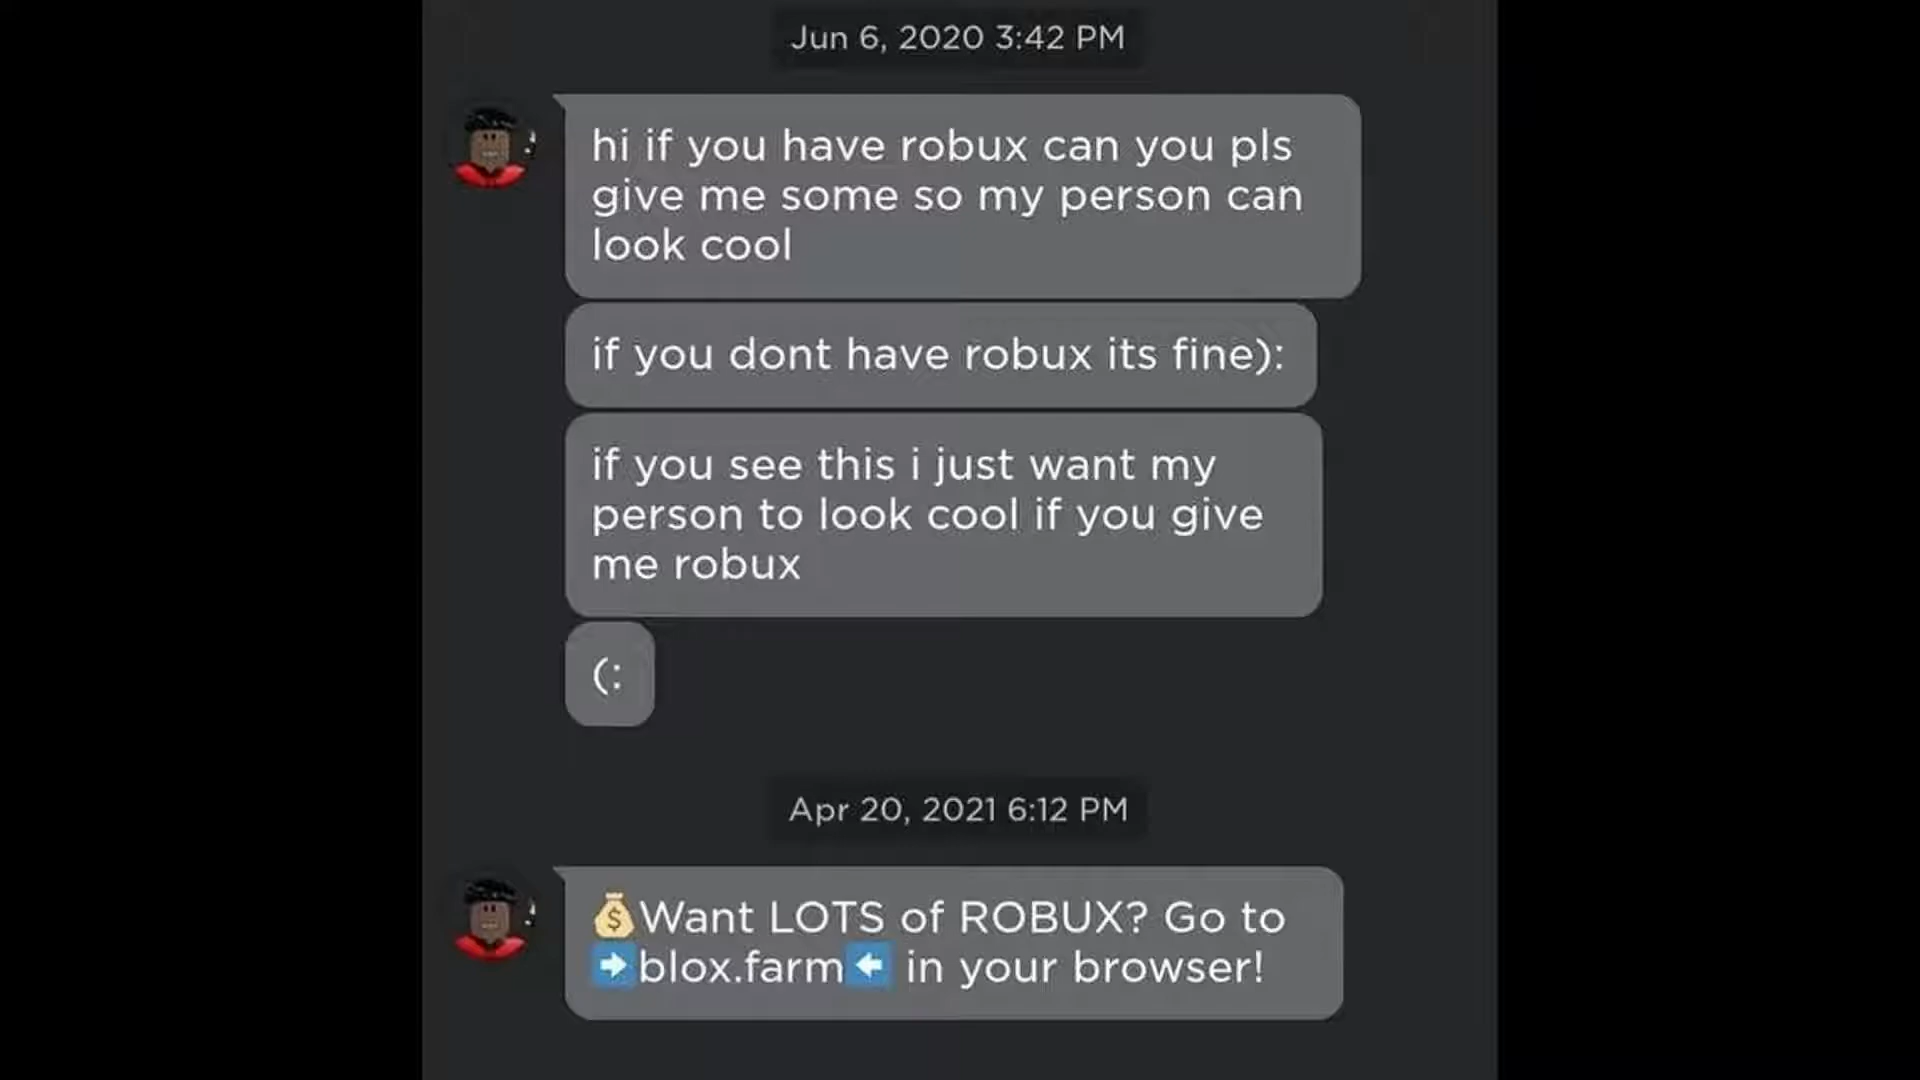 Jun 6, 2020 3:42 PM
hi if you have robux can you pls
give me some so my person can
look cool
if you dont have robux its fine):
if you see this i just want my
person to look cool if you give
me robux
(:
Apr 20, 2021 6:12 PM
💰Want LOTS of ROBUX? Go to
➡️blox.farm⬅️ in your browser!